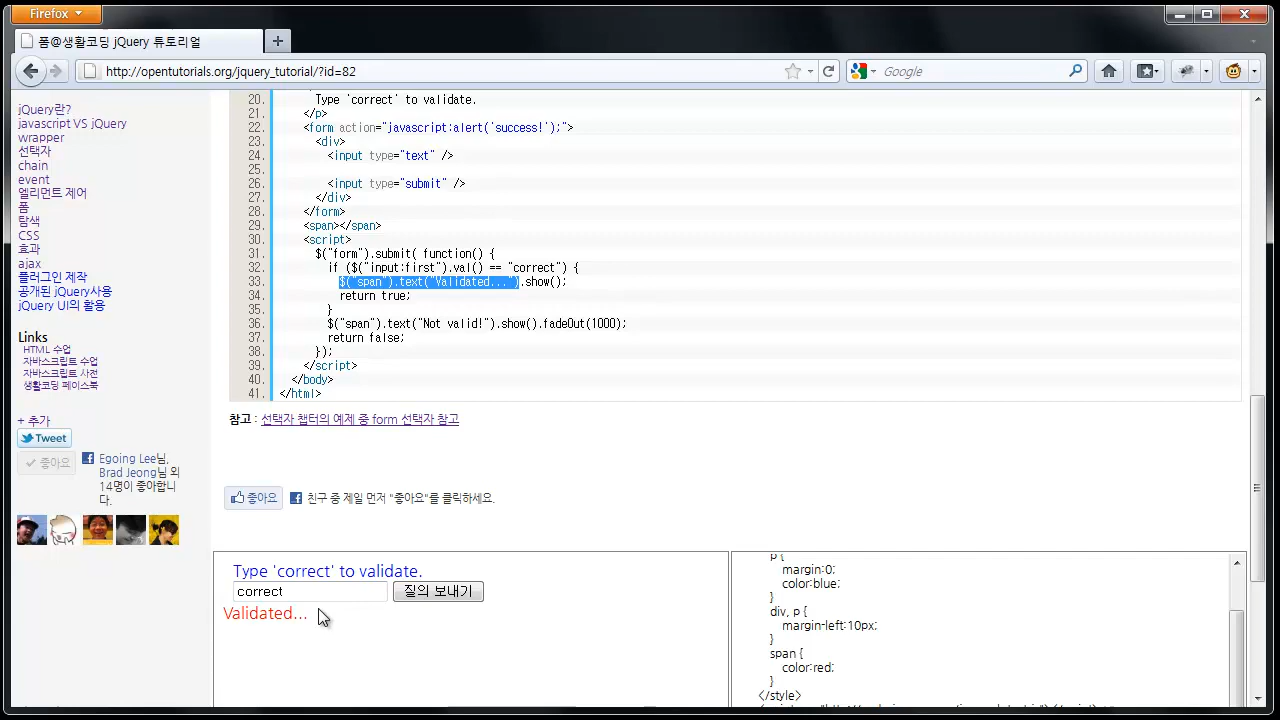 Firefox
폼@생활코딩 jQuery 튜토리얼
http://opentutorials.org/jquery_tutorial/?id=82
Google
jQuery란?
javascript VS jQuery
wrapper
선택자
chain
event
엘리먼트 제어
폼
탐색
CSS
효과
ajax
플러그인 제작
공개된 jQuery사용
jQuery UI의 활용
Links
HTML 수업
자바스크립트 수업
자바스크립트 사전
생활코딩 페이스북
+ 추가
Tweet
좋아요
Egoing Lee님,
Brad Jeong님 외
14명이 좋아합니
다.
20. Type 'correct' to validate.
21. </p>
22. <form action="javascript:alert('success!');">
23. <div>
24. <input type="text" />
25.
26. <input type="submit" />
27. </div>
28. </form>
29. <span></span>
30. <script>
31. $("form").submit( function() {
32. if ($("input:first").val() == "correct") {
33. $("span").text("Validated...").show();
34. return true;
35. }
36. $("span").text("Not valid!").show().fadeOut(1000);
37. return false;
38. });
39. </script>
40. </body>
41. </html>
참고 : 선택자 챕터의 예제 중 form 선택자 참고
좋아요 친구 중 제일 먼저 "좋아요"를 클릭하세요.
Type 'correct' to validate.
correct 질의 보내기
Validated...
p {
margin:0;
color:blue;
}
div, p {
margin-left:10px;
}
span {
color:red;
}
</style>